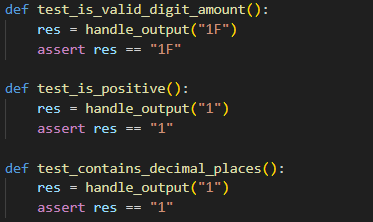 def test_is_valid_digit_amount():
    res = handle_output("1F")
    assert res == "1F"

def test_is_positive():
    res = handle_output("1")
    assert res == "1"

def test_contains_decimal_places():
    res = handle_output("1")
    assert res == "1"